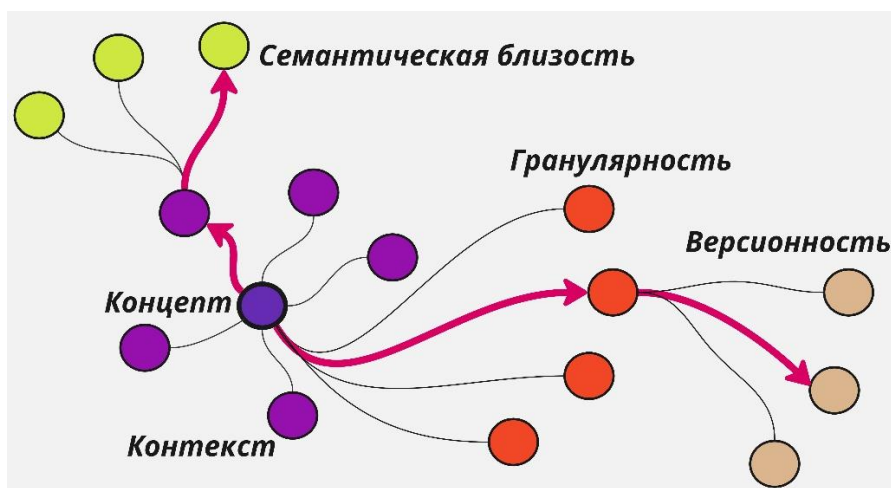 Семантическая близость
Гранулярность
Версионность
Концепт
Контекст